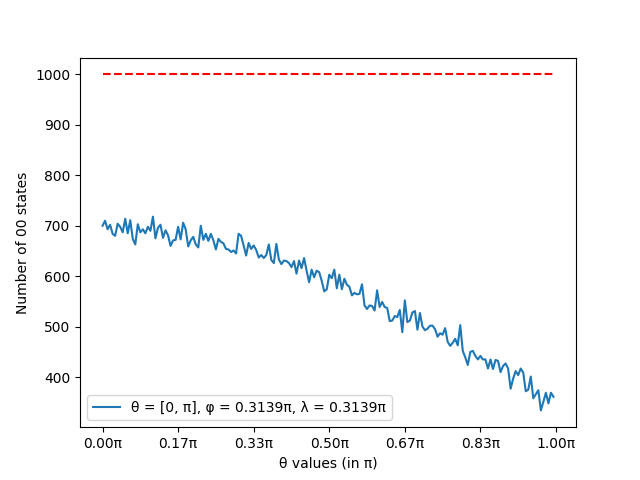 1000
900
800
700
600
500
400
Number of 00 states
θ = [0, π], φ = 0.3139π, λ = 0.3139π
0.00π 0.17π 0.33π 0.50π 0.67π 0.83π 1.00π
θ values (in π)